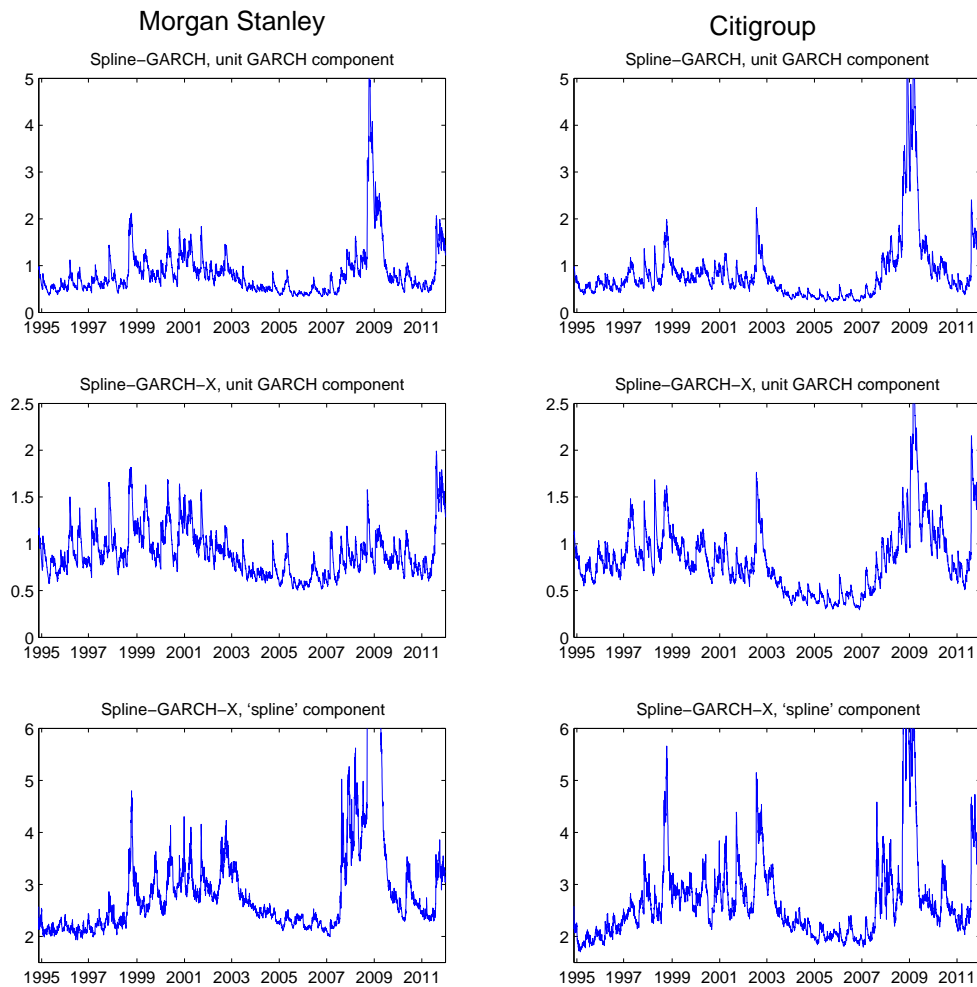 Morgan Stanley
Citigroup
Spline−GARCH, unit GARCH component
5
4
3
2
1
0
1995 1997 1999 2001 2003 2005 2007 2009 2011
Spline−GARCH, unit GARCH component
5
4
3
2
1
0
1995 1997 1999 2001 2003 2005 2007 2009 2011
Spline−GARCH−X, unit GARCH component
2.5
2
1.5
1
0.5
0
1995 1997 1999 2001 2003 2005 2007 2009 2011
Spline−GARCH−X, unit GARCH component
2.5
2
1.5
1
0.5
0
1995 1997 1999 2001 2003 2005 2007 2009 2011
Spline−GARCH−X, ‘spline’ component
6
5
4
3
2
1995 1997 1999 2001 2003 2005 2007 2009 2011
Spline−GARCH−X, ‘spline’ component
6
5
4
3
2
1995 1997 1999 2001 2003 2005 2007 2009 2011